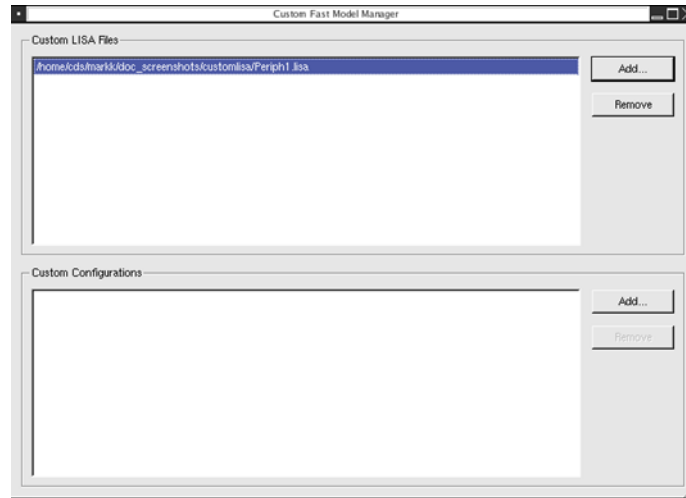 Custom Fast Model Manager
Custom LISA Files
/home/cds/markk/doc_screenshots/customlisa/Periph1.lisa
Add...
Remove
Custom Configurations
Add...
Remove